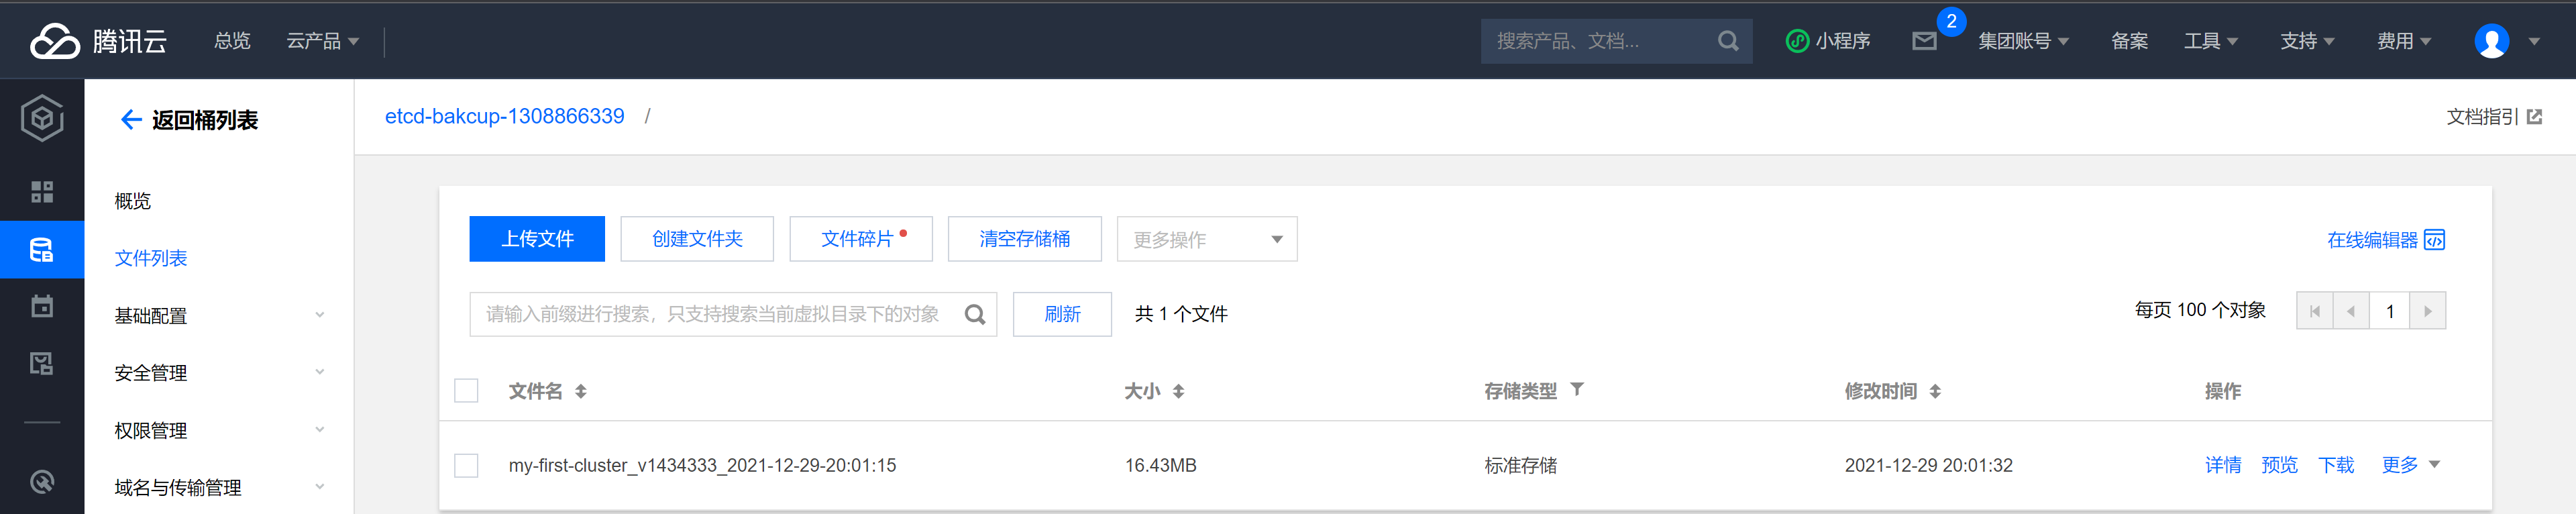 腾讯云 总览 云产品 搜索产品、文档... 小程序 2 集团账号 备案 工具 支持 费用
返回桶列表
etcd-bakcup-1308866339 /
文档指引
概览
文件列表
基础配置
安全管理
权限管理
域名与传输管理
上传文件 创建文件夹 文件碎片 清空存储桶 更多操作 在线编辑器
请输入前缀进行搜索，只支持搜索当前虚拟目录下的对象 刷新 共 1 个文件 每页 100 个对象 1
文件名 大小 存储类型 修改时间 操作
my-first-cluster_v1434333_2021-12-29-20:01:15 16.43MB 标准存储 2021-12-29 20:01:32 详情 预览 下载 更多